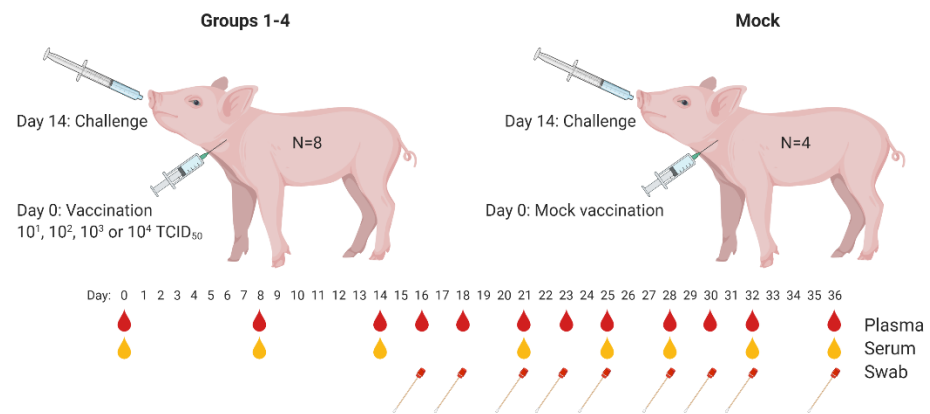 Groups 1-4
Mock
Day 14: Challenge
N=8
Day 0: Vaccination
10¹, 10², 10³ or 10⁴ TCID₅₀
Day 14: Challenge
N=4
Day 0: Mock vaccination
Day: 0 1 2 3 4 5 6 7 8 9 10 11 12 13 14 15 16 17 18 19 20 21 22 23 24 25 26 27 28 29 30 31 32 33 34 35 36
Plasma
Serum
Swab